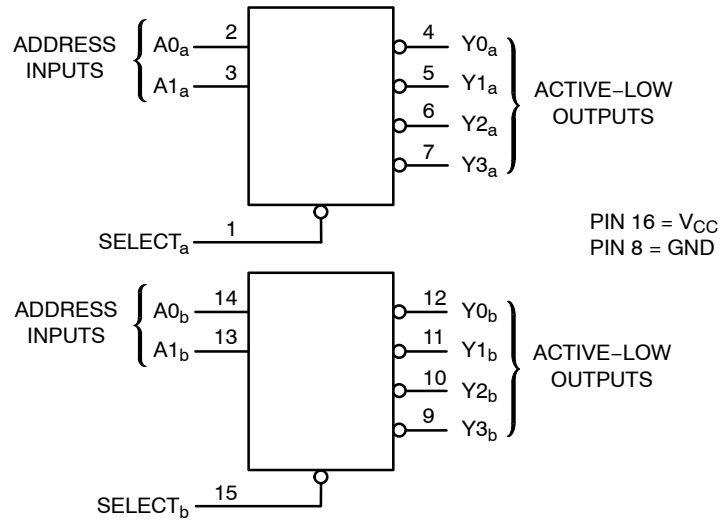 ADDRESS INPUTS
A0a 2
A1a 3
4 Y0a
5 Y1a
6 Y2a
7 Y3a
ACTIVE–LOW OUTPUTS
SELECTa 1
PIN 16 = VCC
PIN 8 = GND
ADDRESS INPUTS
A0b 14
A1b 13
12 Y0b
11 Y1b
10 Y2b
9 Y3b
ACTIVE–LOW OUTPUTS
SELECTb 15